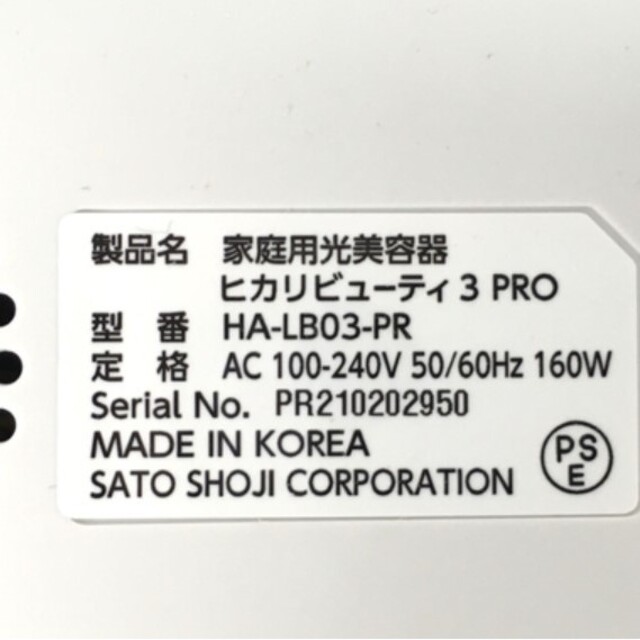 製品名 家庭用光美容器
ヒカリビューティ3 PRO
型 番 HA-LB03-PR
定 格 AC 100-240V 50/60Hz 160W
Serial No. PR210202950
MADE IN KOREA
SATO SHOJI CORPORATION
PS
E